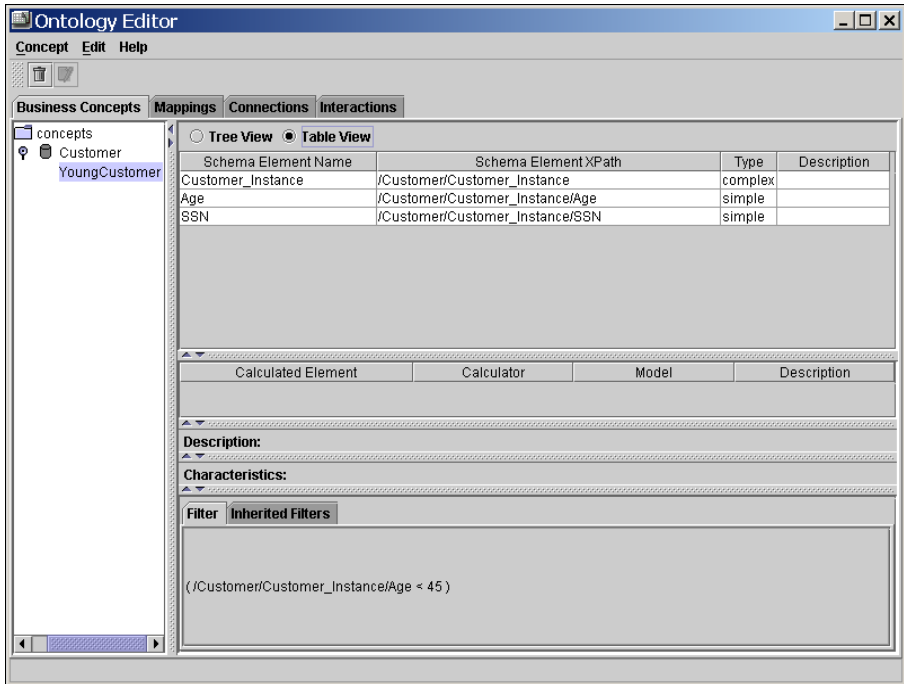 Ontology Editor
Concept Edit Help
Business Concepts Mappings Connections Interactions
concepts
Customer
YoungCustomer
Tree View Table View
Schema Element Name Schema Element XPath Type Description
Customer_Instance /Customer/Customer_Instance complex
Age /Customer/Customer_Instance/Age simple
SSN /Customer/Customer_Instance/SSN simple
Calculated Element Calculator Model Description
Description:
Characteristics:
Filter Inherited Filters
( /Customer/Customer_Instance/Age < 45 )